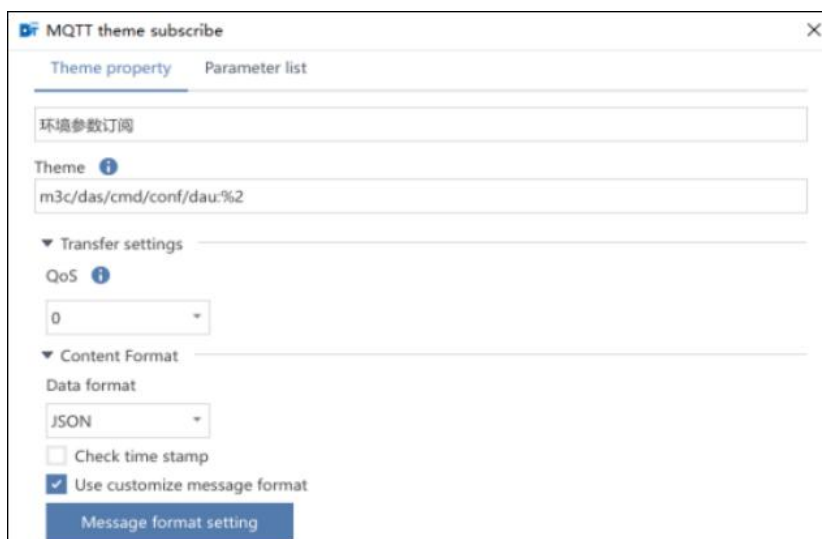 MQTT theme subscribe
Theme property Parameter list
环境参数订阅
Theme
m3c/das/cmd/conf/dau:%2
Transfer settings
QoS
0
Content Format
Data format
JSON
Check time stamp
Use customize message format
Message format setting